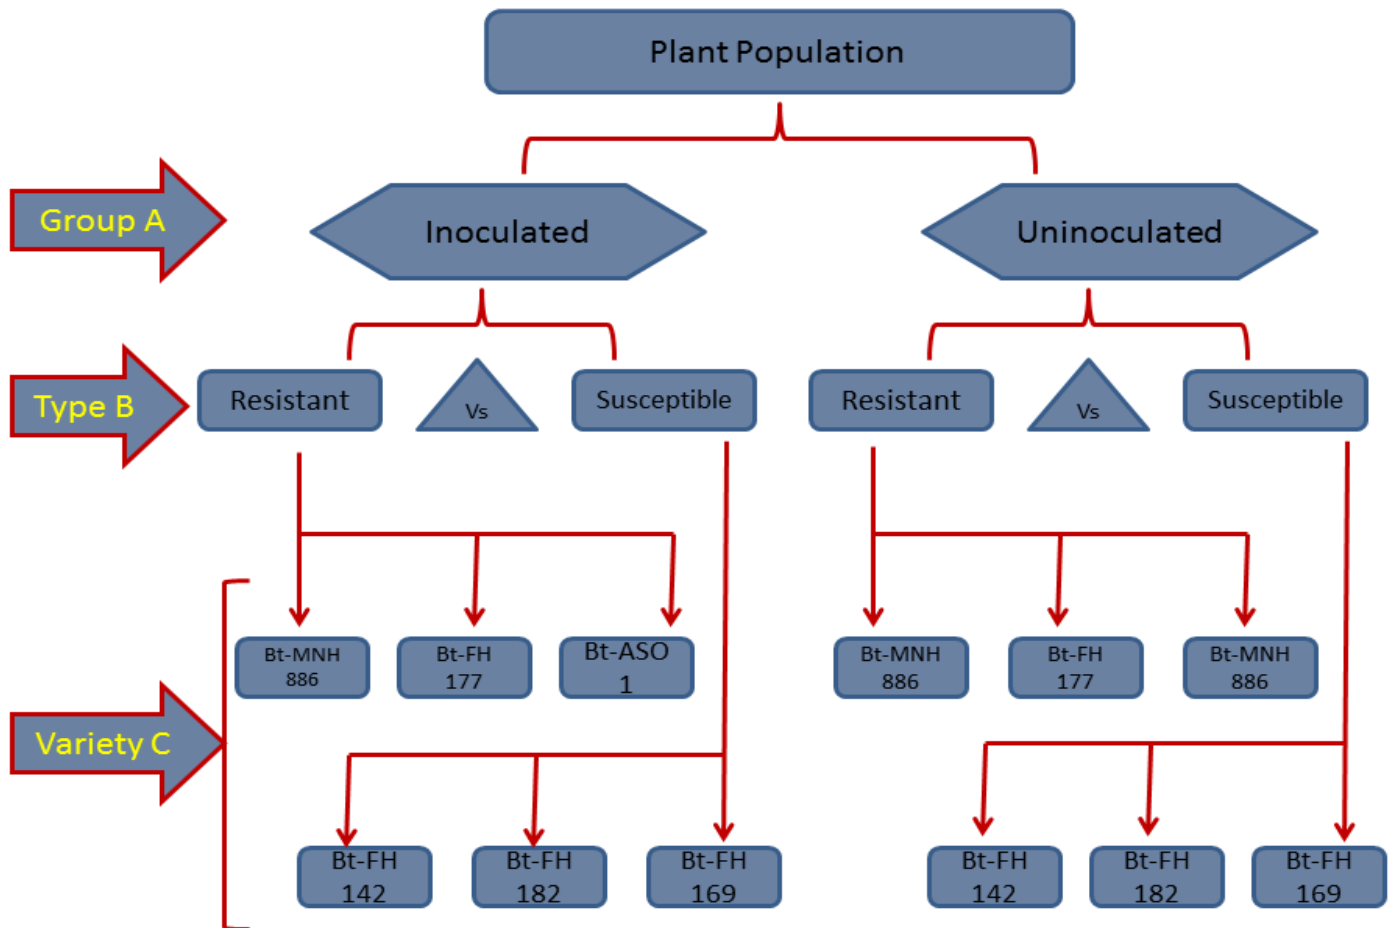 Plant Population
Group A
Inoculated
Uninoculated
Type B
Resistant
Vs
Susceptible
Resistant
Vs
Susceptible
Bt-MNH
886
Bt-FH
177
Bt-ASO
1
Bt-MNH
886
Bt-FH
177
Bt-MNH
886
Variety C
Bt-FH
142
Bt-FH
182
Bt-FH
169
Bt-FH
142
Bt-FH
182
Bt-FH
169